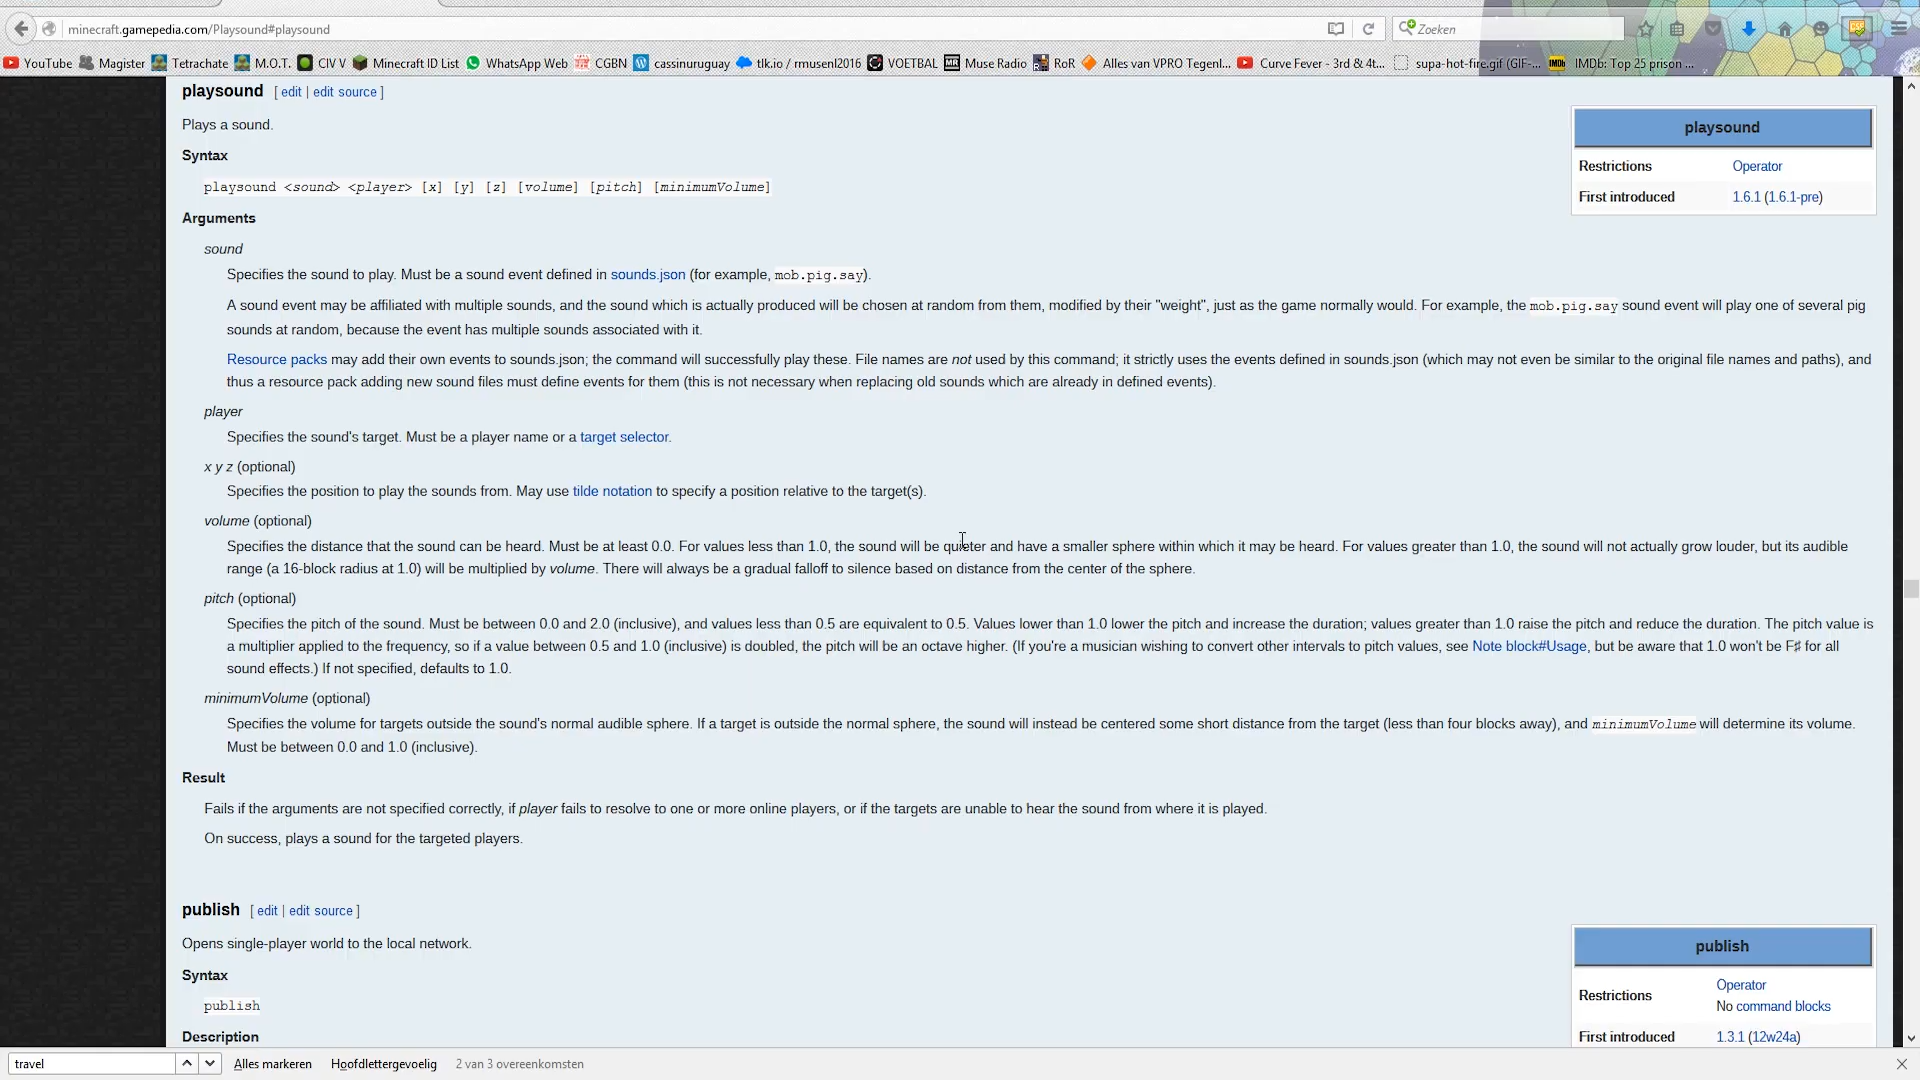 minecraft.gamepedia.com/Playsound#playsound
Zoeken
YouTube Magister Tetrachate M.O.T. CIV V Minecraft ID List WhatsApp Web CGBN cassinuruguay tlk.io / rmusenl2016 VOETBAL Muse Radio RoR Alles van VPRO Tegenl... Curve Fever - 3rd & 4t... supa-hot-fire.gif (GIF-... IMDb: Top 25 prison ...
playsound [ edit | edit source ]
Plays a sound.
playsound
Syntax
Restrictions Operator
playsound <sound> <player> [x] [y] [z] [volume] [pitch] [minimumVolume]
First introduced 1.6.1 (1.6.1-pre)
Arguments
sound
Specifies the sound to play. Must be a sound event defined in sounds.json (for example, mob.pig.say).
A sound event may be affiliated with multiple sounds, and the sound which is actually produced will be chosen at random from them, modified by their "weight", just as the game normally would. For example, the mob.pig.say sound event will play one of several pig
sounds at random, because the event has multiple sounds associated with it.
Resource packs may add their own events to sounds.json; the command will successfully play these. File names are not used by this command; it strictly uses the events defined in sounds.json (which may not even be similar to the original file names and paths), and
thus a resource pack adding new sound files must define events for them (this is not necessary when replacing old sounds which are already in defined events).
player
Specifies the sound's target. Must be a player name or a target selector.
x y z (optional)
Specifies the position to play the sounds from. May use tilde notation to specify a position relative to the target(s).
volume (optional)
Specifies the distance that the sound can be heard. Must be at least 0.0. For values less than 1.0, the sound will be quieter and have a smaller sphere within which it may be heard. For values greater than 1.0, the sound will not actually grow louder, but its audible
range (a 16-block radius at 1.0) will be multiplied by volume. There will always be a gradual falloff to silence based on distance from the center of the sphere.
pitch (optional)
Specifies the pitch of the sound. Must be between 0.0 and 2.0 (inclusive), and values less than 0.5 are equivalent to 0.5. Values lower than 1.0 lower the pitch and increase the duration; values greater than 1.0 raise the pitch and reduce the duration. The pitch value is
a multiplier applied to the frequency, so if a value between 0.5 and 1.0 (inclusive) is doubled, the pitch will be an octave higher. (If you're a musician wishing to convert other intervals to pitch values, see Note block#Usage, but be aware that 1.0 won't be F♯ for all
sound effects.) If not specified, defaults to 1.0.
minimumVolume (optional)
Specifies the volume for targets outside the sound's normal audible sphere. If a target is outside the normal sphere, the sound will instead be centered some short distance from the target (less than four blocks away), and minimumVolume will determine its volume.
Must be between 0.0 and 1.0 (inclusive).
Result
Fails if the arguments are not specified correctly, if player fails to resolve to one or more online players, or if the targets are unable to hear the sound from where it is played.
On success, plays a sound for the targeted players.
publish [ edit | edit source ]
Opens single-player world to the local network.
publish
Syntax
Restrictions Operator
No command blocks
publish
Description
First introduced 1.3.1 (12w24a)
travel Alles markeren Hoofdlettergevoelig 2 van 3 overeenkomsten